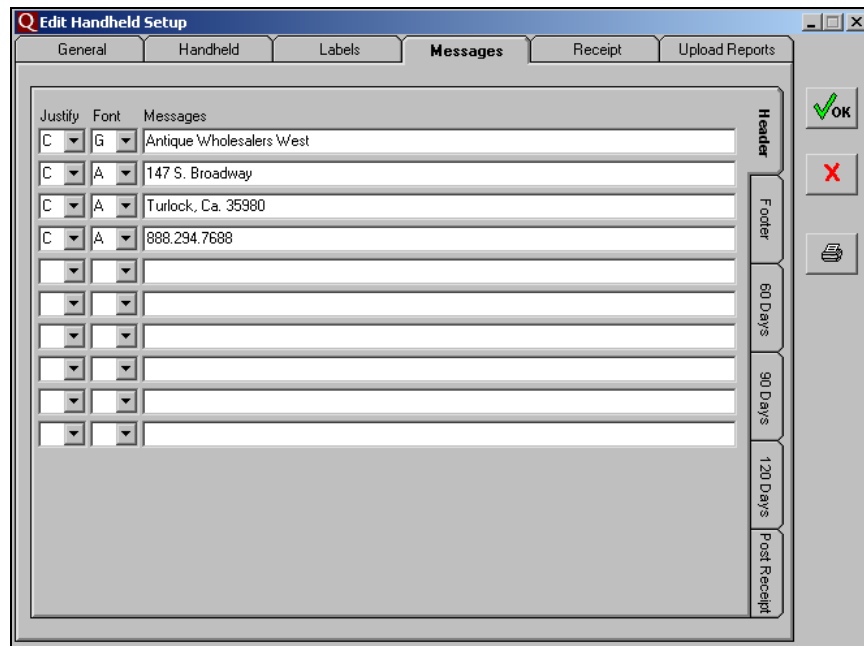 Q Edit Handheld Setup
General Handheld Labels Messages Receipt Upload Reports
Justify Font Messages
C G Antique Wholesalers West
C A 147 S. Broadway
C A Turlock, Ca. 35980
C A 888.294.7688
Header
Footer
60 Days
90 Days
120 Days
Post Receipt
OK
X